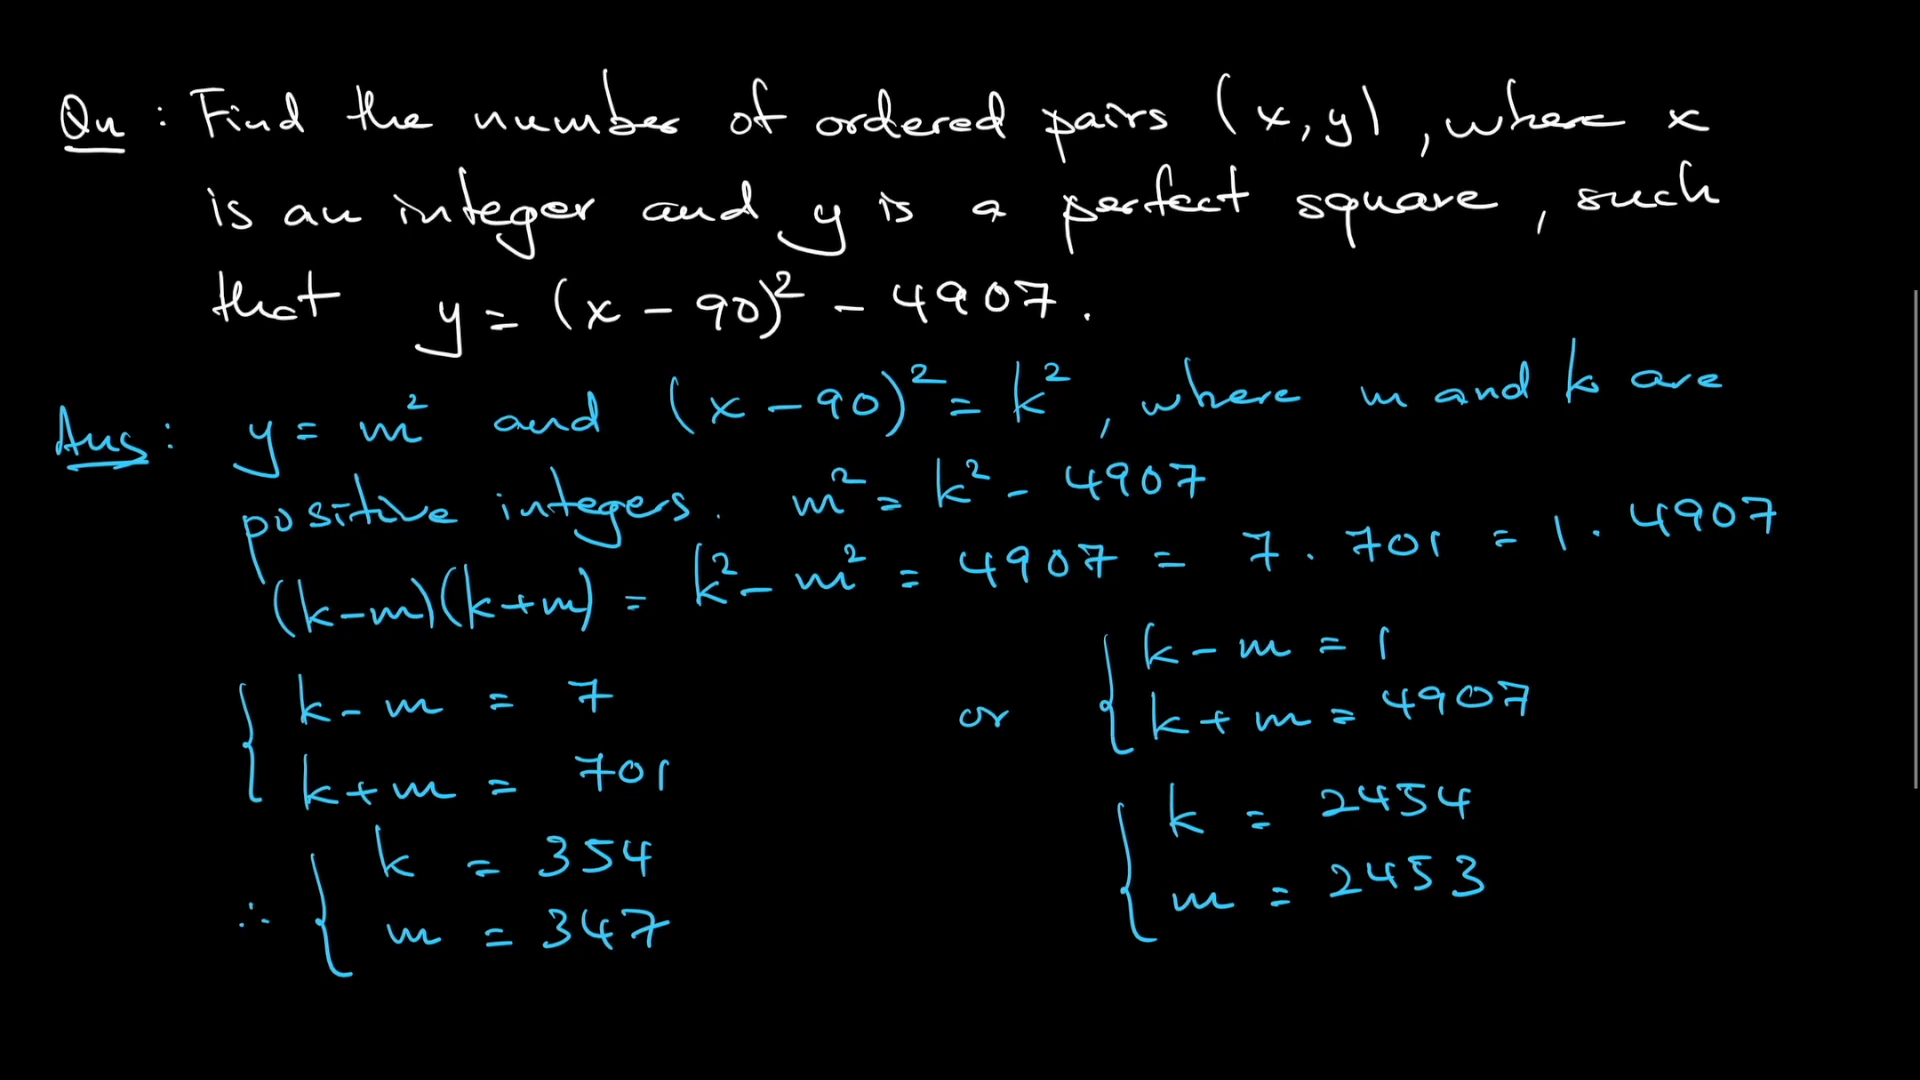 Qn : Find the number of ordered pairs (x, y), where x
is an integer and y is a perfect square, such
that y = (x - 90)² - 4907.
Ans : y = m² and (x - 90)² = k², where m and k are
positive integers. m² = k² - 4907
(k-m)(k+m) = k² - m² = 4907 = 7 . 701 = 1 . 4907
{ k - m = 7
k + m = 701
or { k - m = 1
k + m = 4907
∴ { k = 354
m = 347
{ k = 2454
m = 2453